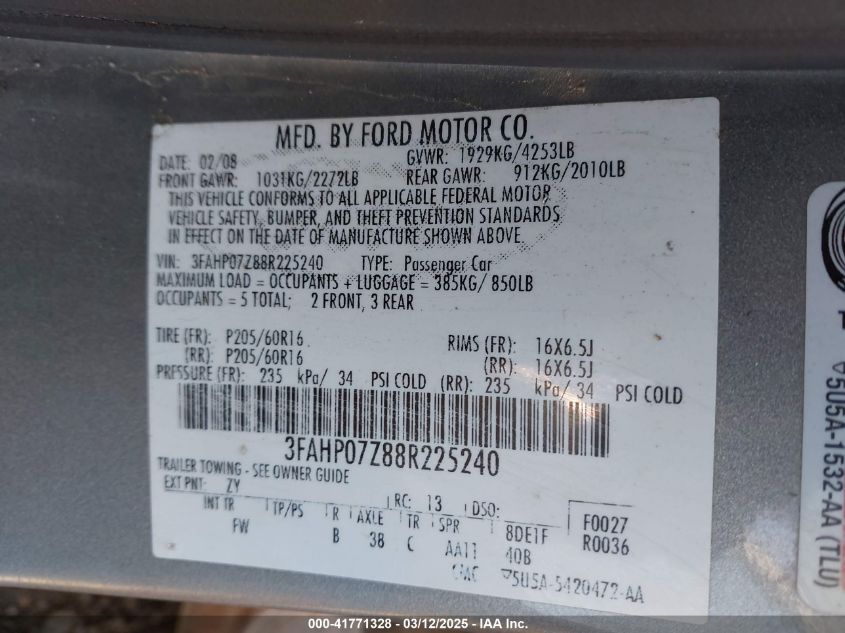 MFD. BY FORD MOTOR CO.
DATE: 02/08 GVWR: 1929KG/4253LB
FRONT GAWR: 1031KG/2272LB REAR GAWR: 912KG/2010LB
THIS VEHICLE CONFORMS TO ALL APPLICABLE FEDERAL MOTOR
VEHICLE SAFETY, BUMPER, AND THEFT PREVENTION STANDARDS
IN EFFECT ON THE DATE OF MANUFACTURE SHOWN ABOVE
VIN: 3FAHP07Z88R225240 TYPE: Passenger Car
MAXIMUM LOAD = OCCUPANTS + LUGGAGE = 385KG/ 850LB
OCCUPANTS = 5 TOTAL; 2 FRONT, 3 REAR
TIRE (FR): P205/60R16 RIMS (FR): 16X6.5J
(RR): P205/60R16 (RR): 16X6.5J
PRESSURE (FR): 235 kPa/ 34 PSI COLD (RR): 235 kPa/ 34 PSI COLD
3FAHP07Z88R225240
TRAILER TOWING - SEE OWNER GUIDE
EXT PNT: ZY RC: 13 DSO: F0027
INT TR TP/PS R AXLE TR SPR 8DE1F R0036
FW B 38 C AA11 40B
CMC 5U5A-5420472-AA
5U5A-1532-AA (TLU)
000-41771328 - 03/12/2025 - IAA Inc.